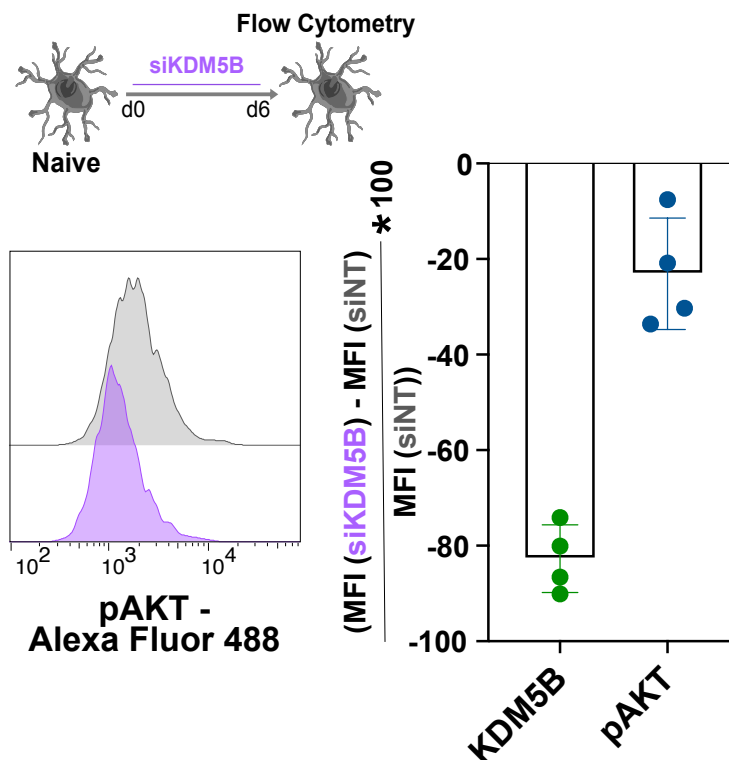 Flow Cytometry
siKDM5B
d0
d6
Naive
10²
10³
10⁴
pAKT -
Alexa Fluor 488
(MFI (siKDM5B) - MFI (siNT)
MFI (siNT))
*100
0
-20
-40
-60
-80
-100
KDM5B
pAKT